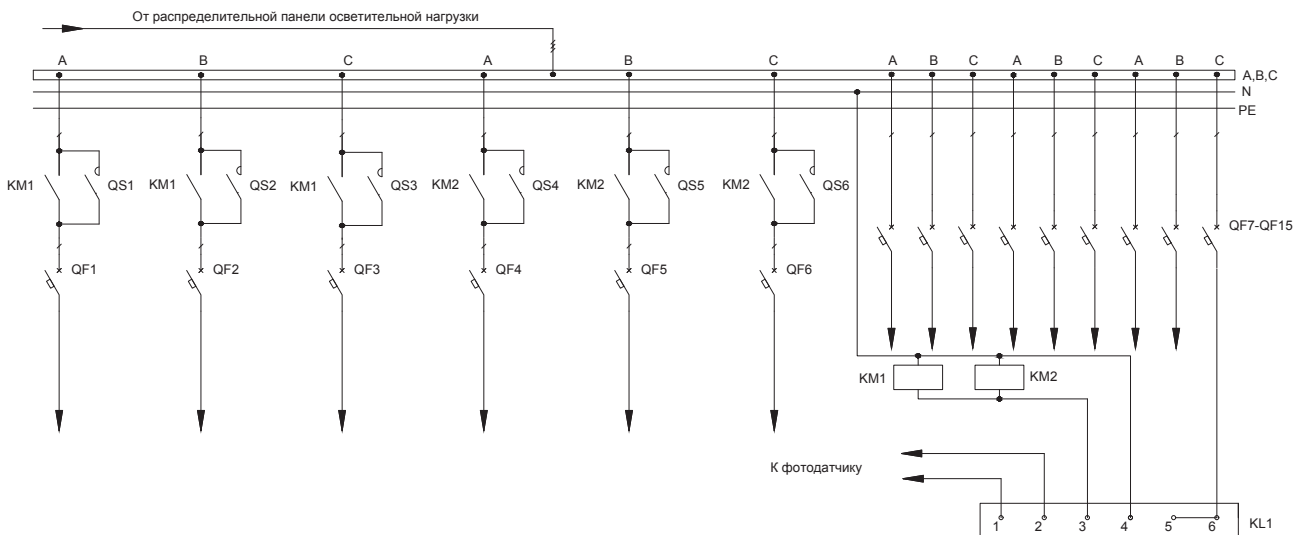 От распределительной панели осветительной нагрузки
A B C A B C A B C A B C A B C
A,B,C
N
PE
KM1 QS1 KM1 QS2 KM1 QS3 KM2 QS4 KM2 QS5 KM2 QS6
QF7-QF15
QF1 QF2 QF3 QF4 QF5 QF6
KM1 KM2
К фотодатчику
1 2 3 4 5 6 KL1